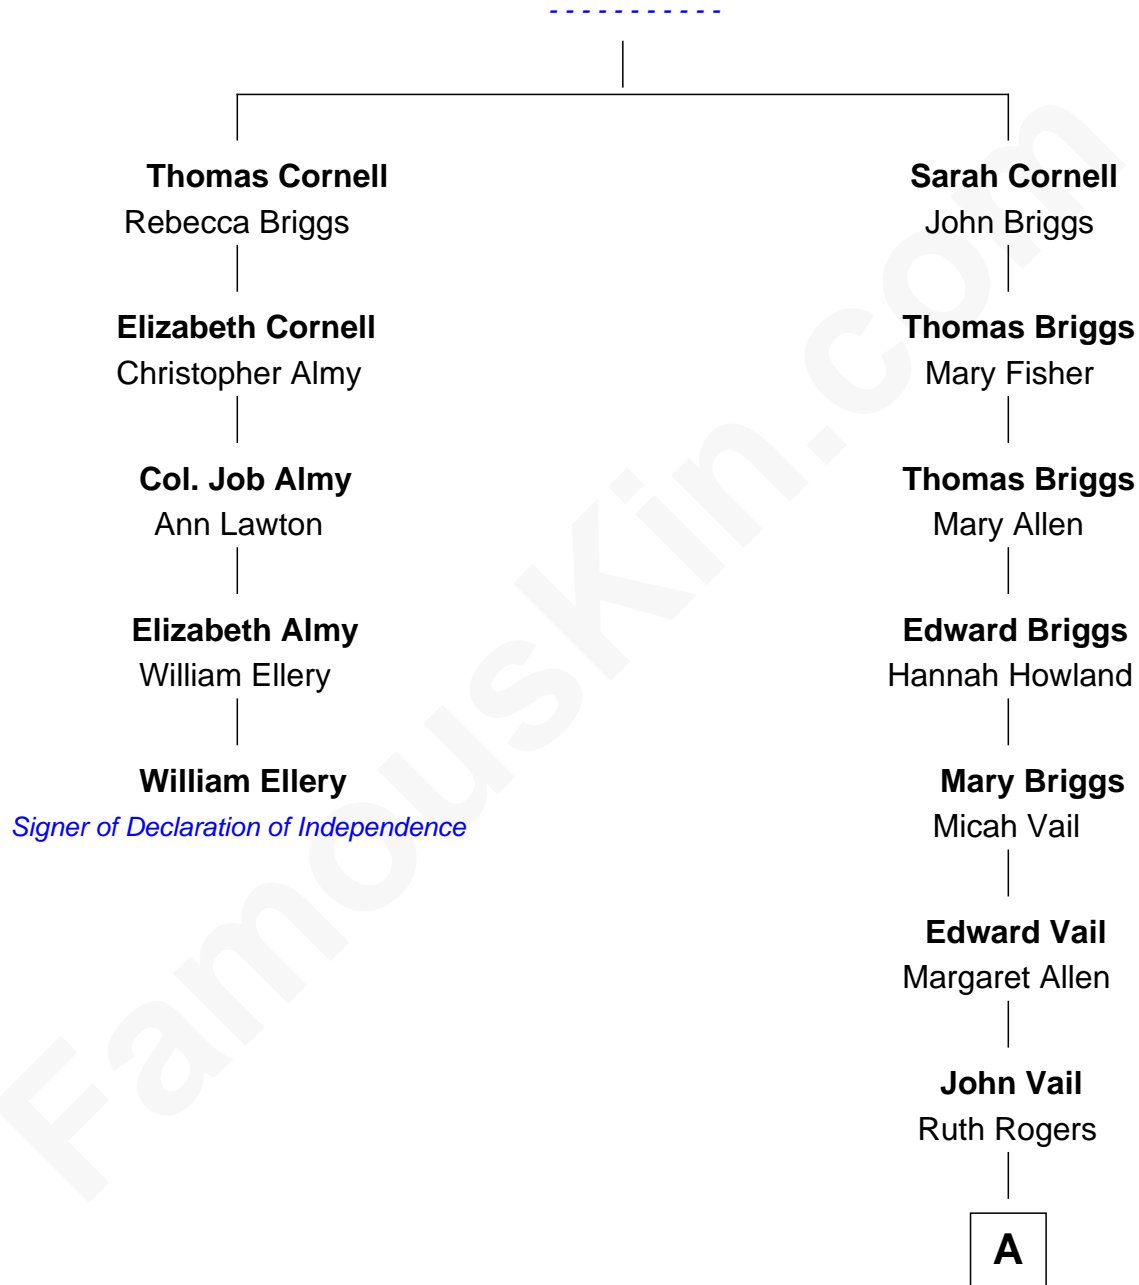 - - - - - - - - - - -
Thomas Cornell
Rebecca Briggs
Elizabeth Cornell
Christopher Almy
Col. Job Almy
Ann Lawton
Elizabeth Almy
William Ellery
William Ellery
Signer of Declaration of Independence
Sarah Cornell
John Briggs
Thomas Briggs
Mary Fisher
Thomas Briggs
Mary Allen
Edward Briggs
Hannah Howland
Mary Briggs
Micah Vail
Edward Vail
Margaret Allen
John Vail
Ruth Rogers
A
FamousKin.com